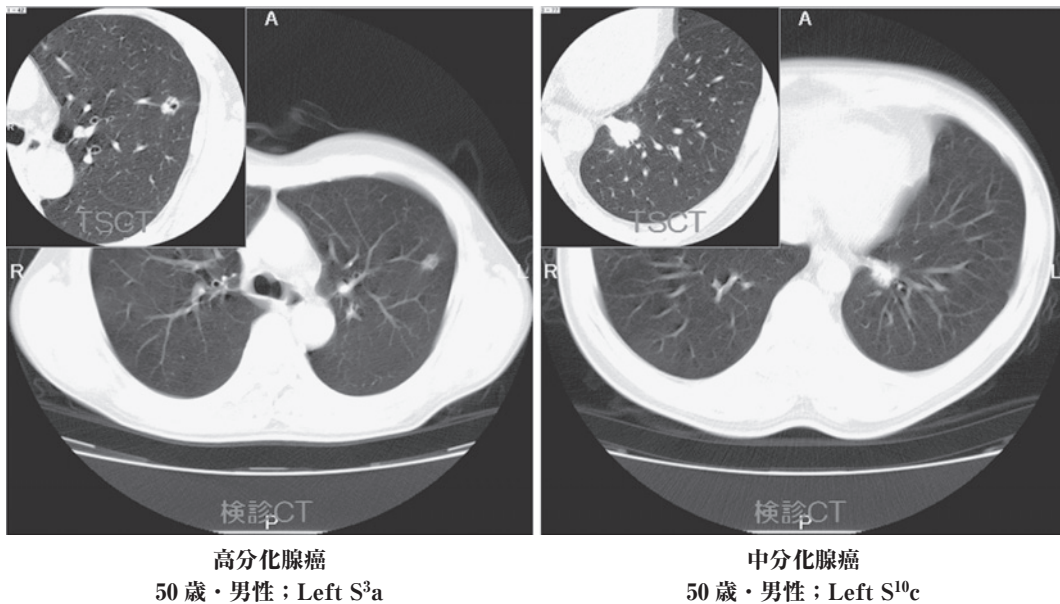 A
TSCT
R
L
検診CT
P
A
TSCT
R
L
検診CT
P
高分化腺癌
50 歳・男性；Left S³a
中分化腺癌
50 歳・男性；Left S¹⁰c